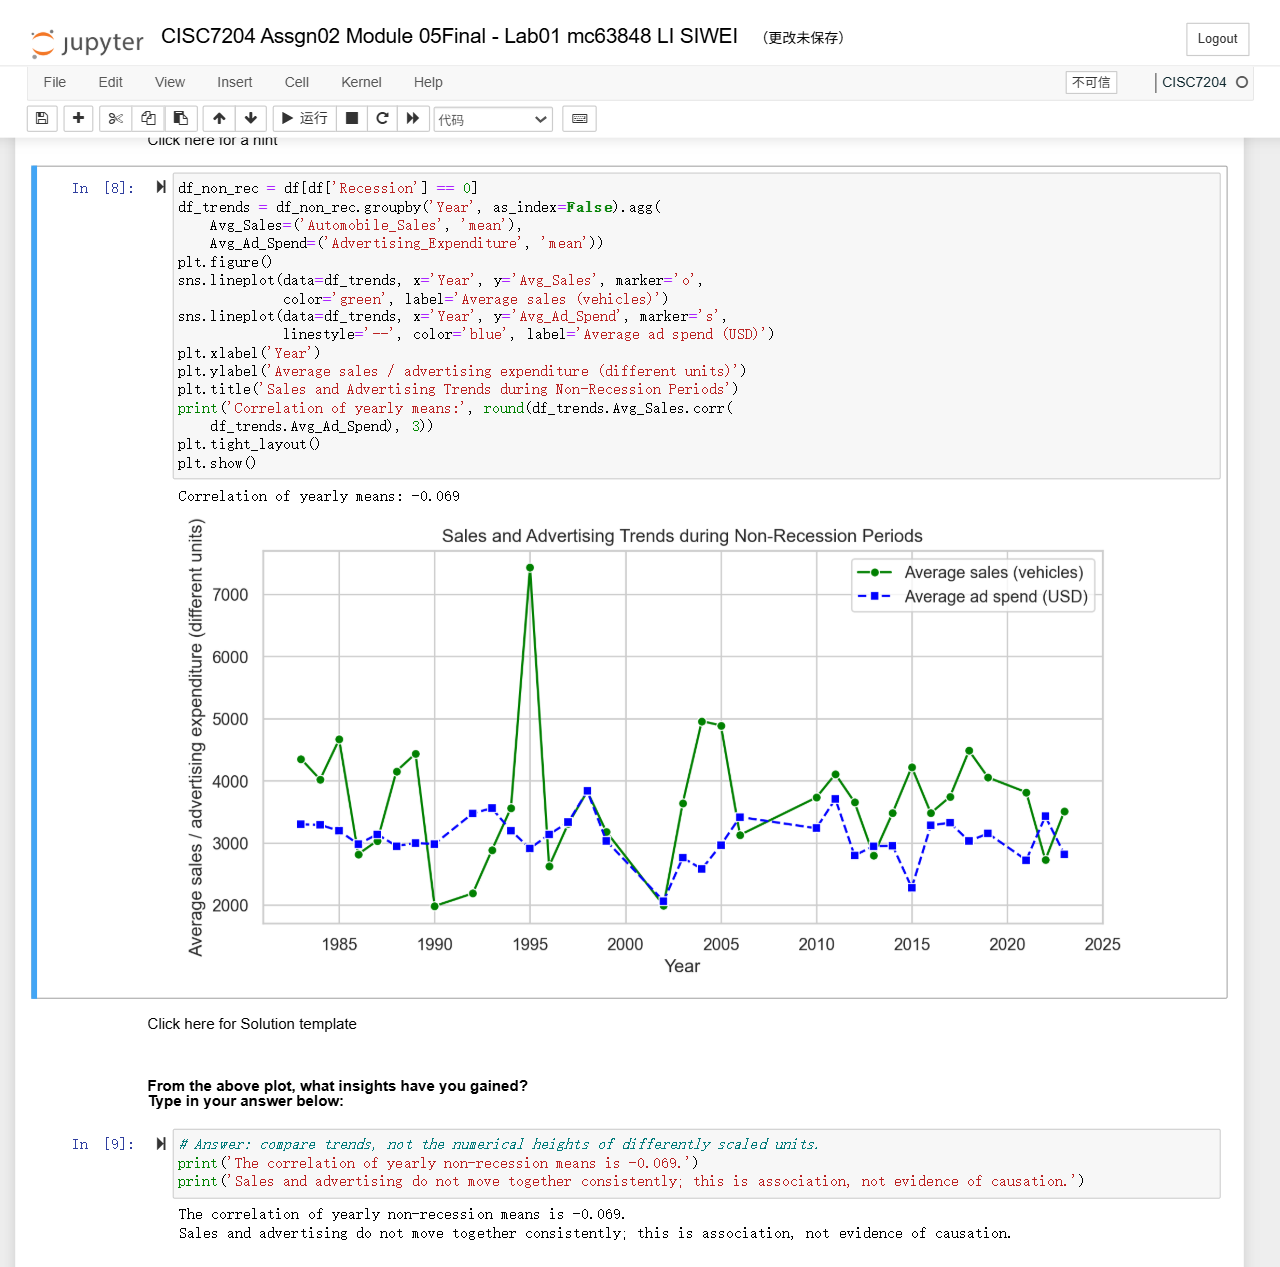 jupyter CISC7204 Assgn02 Module 05Final - Lab01 mc63848 LI SIWEI (更改未保存) Logout
File Edit View Insert Cell Kernel Help 不可信 CISC7204
运行 代码
Click here for a hint
In [8]:
df_non_rec = df[df['Recession'] == 0]
df_trends = df_non_rec.groupby('Year', as_index=False).agg(
    Avg_Sales=('Automobile_Sales', 'mean'),
    Avg_Ad_Spend=('Advertising_Expenditure', 'mean'))
plt.figure()
sns.lineplot(data=df_trends, x='Year', y='Avg_Sales', marker='o',
             color='green', label='Average sales (vehicles)')
sns.lineplot(data=df_trends, x='Year', y='Avg_Ad_Spend', marker='s',
             linestyle='--', color='blue', label='Average ad spend (USD)')
plt.xlabel('Year')
plt.ylabel('Average sales / advertising expenditure (different units)')
plt.title('Sales and Advertising Trends during Non-Recession Periods')
print('Correlation of yearly means:', round(df_trends.Avg_Sales.corr(
    df_trends.Avg_Ad_Spend), 3))
plt.tight_layout()
plt.show()
Correlation of yearly means: -0.069
Sales and Advertising Trends during Non-Recession Periods
Average sales / advertising expenditure (different units)
Average sales (vehicles)
Average ad spend (USD)
7000
6000
5000
4000
3000
2000
1985 1990 1995 2000 2005 2010 2015 2020 2025
Year
Click here for Solution template
From the above plot, what insights have you gained?
Type in your answer below:
In [9]:
# Answer: compare trends, not the numerical heights of differently scaled units.
print('The correlation of yearly non-recession means is -0.069.')
print('Sales and advertising do not move together consistently; this is association, not evidence of causation.')
The correlation of yearly non-recession means is -0.069.
Sales and advertising do not move together consistently; this is association, not evidence of causation.